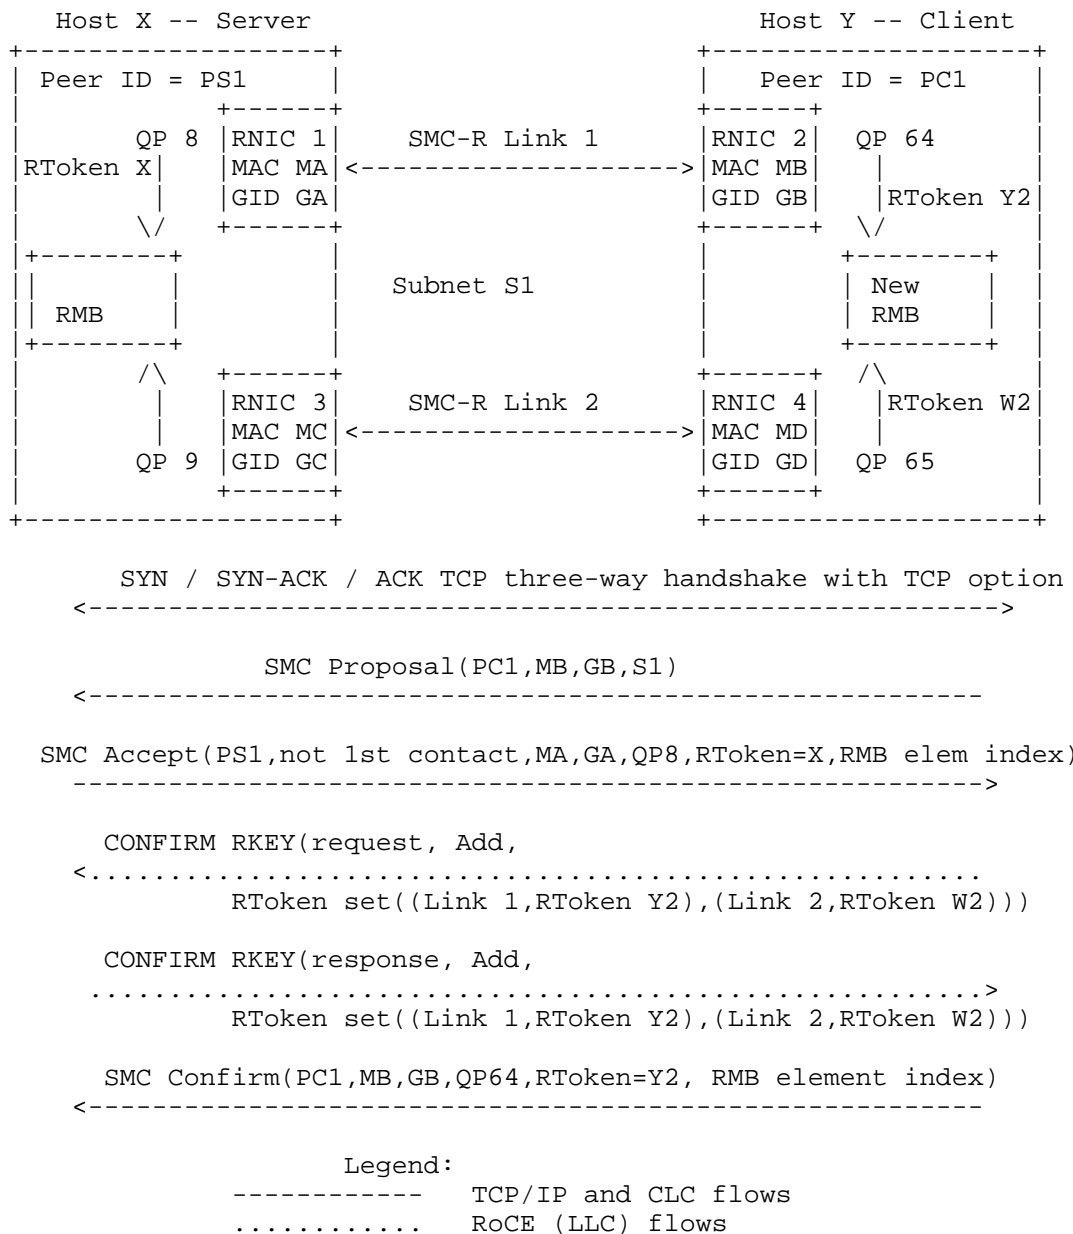 Host X -- Server                             Host Y -- Client
+-------------------+                      +--------------------+
| Peer ID = PS1     |                      |   Peer ID = PC1    |
|            +------+                      +------+             |
|       QP 8 |RNIC 1|    SMC-R Link 1      |RNIC 2|  QP 64      |
|RToken X|   |MAC MA|<-------------------->|MAC MB|   |         |
|        |   |GID GA|                      |GID GB|   |RToken Y2|
|       \/   +------+                      +------+  \/         |
|+--------+         |                      |        +--------+  |
||        |         |   Subnet S1          |        | New    |  |
|| RMB    |         |                      |        | RMB    |  |
|+--------+         |                      |        +--------+  |
|       /\   +------+                      +------+  /\         |
|        |   |RNIC 3|    SMC-R Link 2      |RNIC 4|   |RToken W2|
|        |   |MAC MC|<-------------------->|MAC MD|   |         |
|       QP 9 |GID GC|                      |GID GD|  QP 65      |
|            +------+                      +------+             |
+-------------------+                      +--------------------+
SYN / SYN-ACK / ACK TCP three-way handshake with TCP option
<--------------------------------------------------------->
SMC Proposal(PC1,MB,GB,S1)
<--------------------------------------------------------
SMC Accept(PS1,not 1st contact,MA,GA,QP8,RToken=X,RMB elem index)
--------------------------------------------------------->
CONFIRM RKEY(request, Add,
<........................................................
RToken set((Link 1,RToken Y2),(Link 2,RToken W2)))
CONFIRM RKEY(response, Add,
........................................................>
RToken set((Link 1,RToken Y2),(Link 2,RToken W2)))
SMC Confirm(PC1,MB,GB,QP64,RToken=Y2, RMB element index)
<--------------------------------------------------------
Legend:
------------   TCP/IP and CLC flows
............   RoCE (LLC) flows